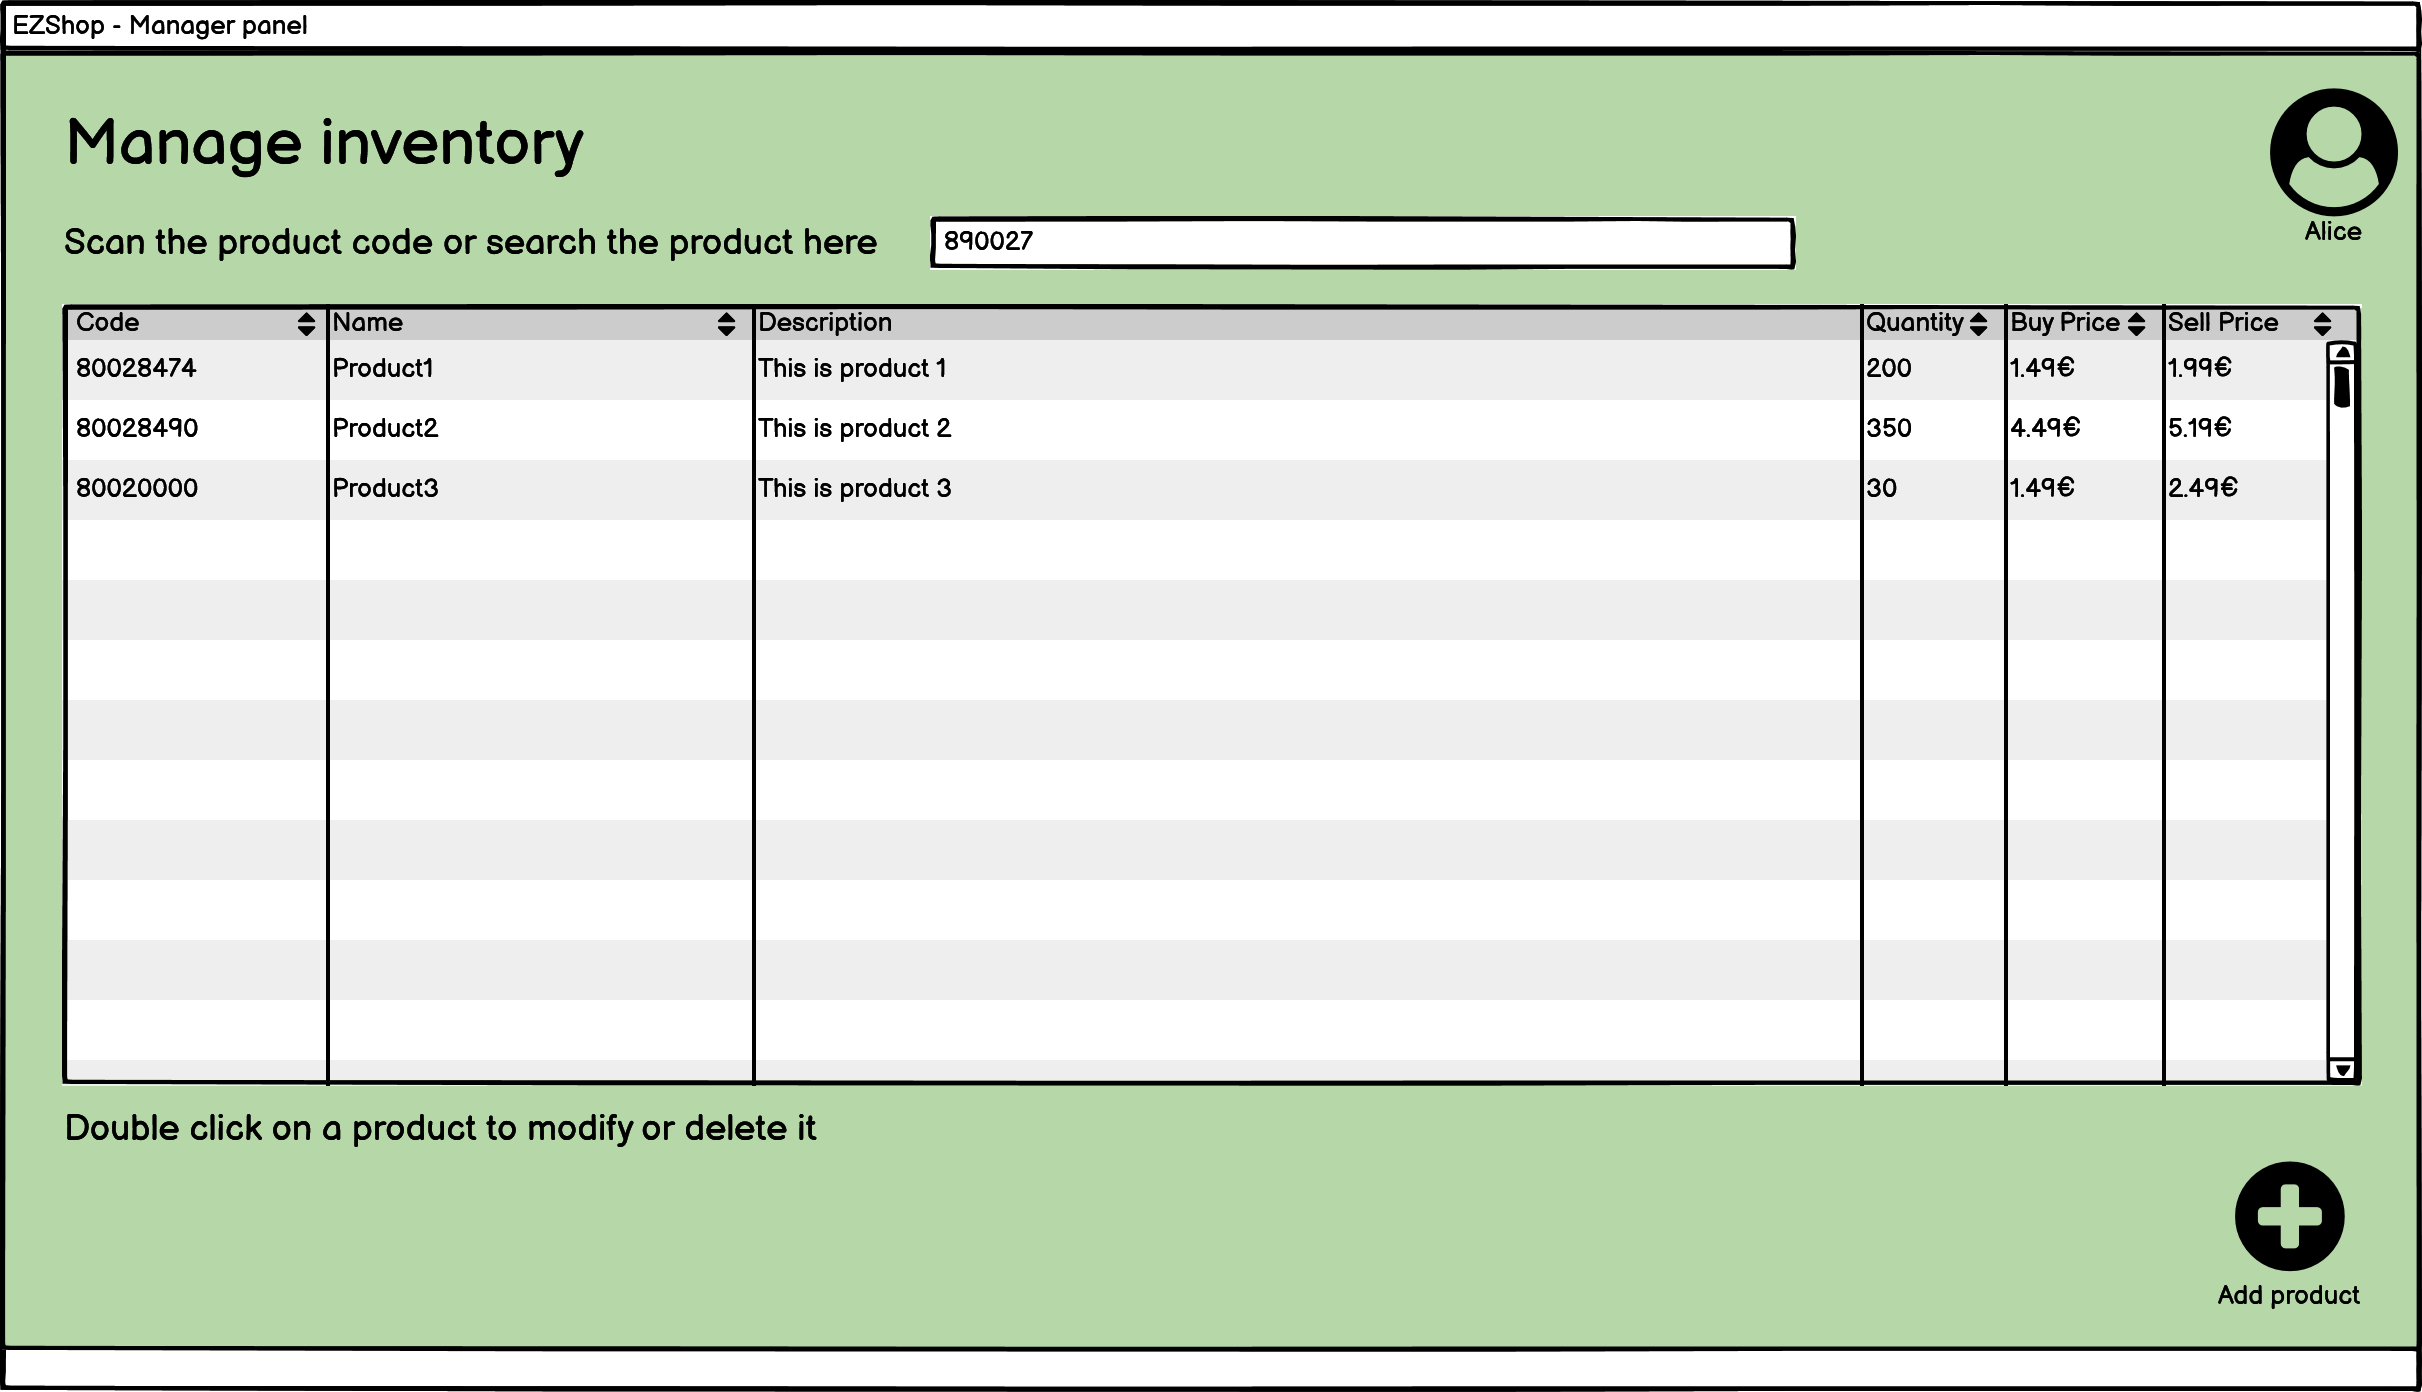 EZShop - Manager panel
Manage inventory
Alice
Scan the product code or search the product here 890027
Code Name Description Quantity Buy Price Sell Price
80028474 Product1 This is product 1 200 1.49€ 1.99€
80028490 Product2 This is product 2 350 4.49€ 5.19€
80020000 Product3 This is product 3 30 1.49€ 2.49€
Double click on a product to modify or delete it
Add product